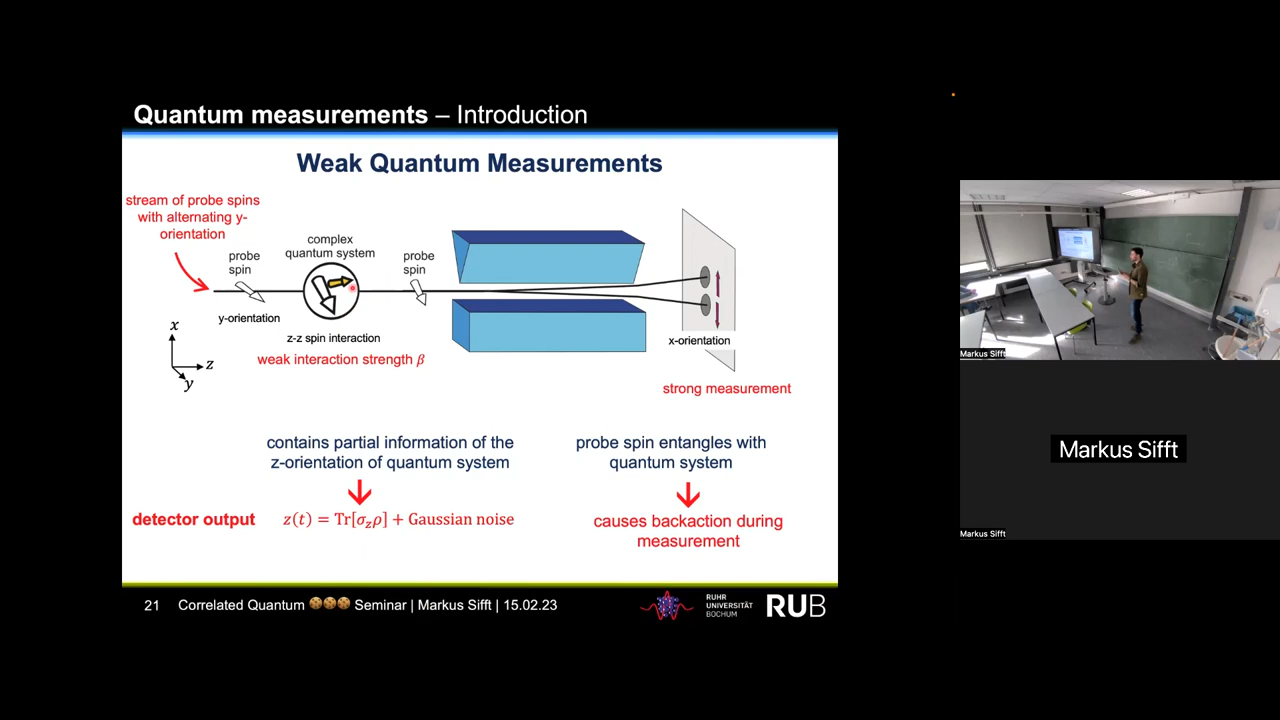 Quantum measurements – Introduction
Weak Quantum Measurements
stream of probe spins
with alternating y-
orientation
probe
spin
complex
quantum system
probe
spin
y-orientation
z-z spin interaction
weak interaction strength β
x
z
y
x-orientation
strong measurement
contains partial information of the
z-orientation of quantum system
probe spin entangles with
quantum system
detector output
z(t) = Tr[σ_zρ] + Gaussian noise
causes backaction during
measurement
21 Correlated Quantum 🍪🍪🍪 Seminar | Markus Sifft | 15.02.23
RUHR
UNIVERSITÄT
BOCHUM
RUB
Markus Sifft
Markus Sifft
Markus Sifft